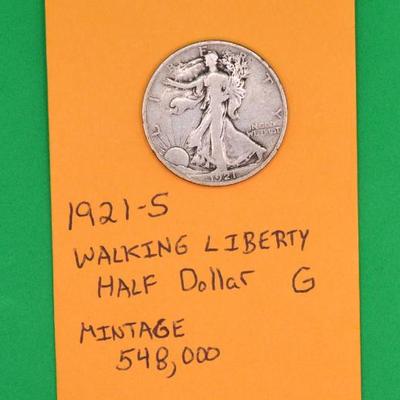 LIBERTY
IN GOD WE TRUST
1921
1921-S
WALKING LIBERTY
HALF Dollar G
MINTAGE
548,000